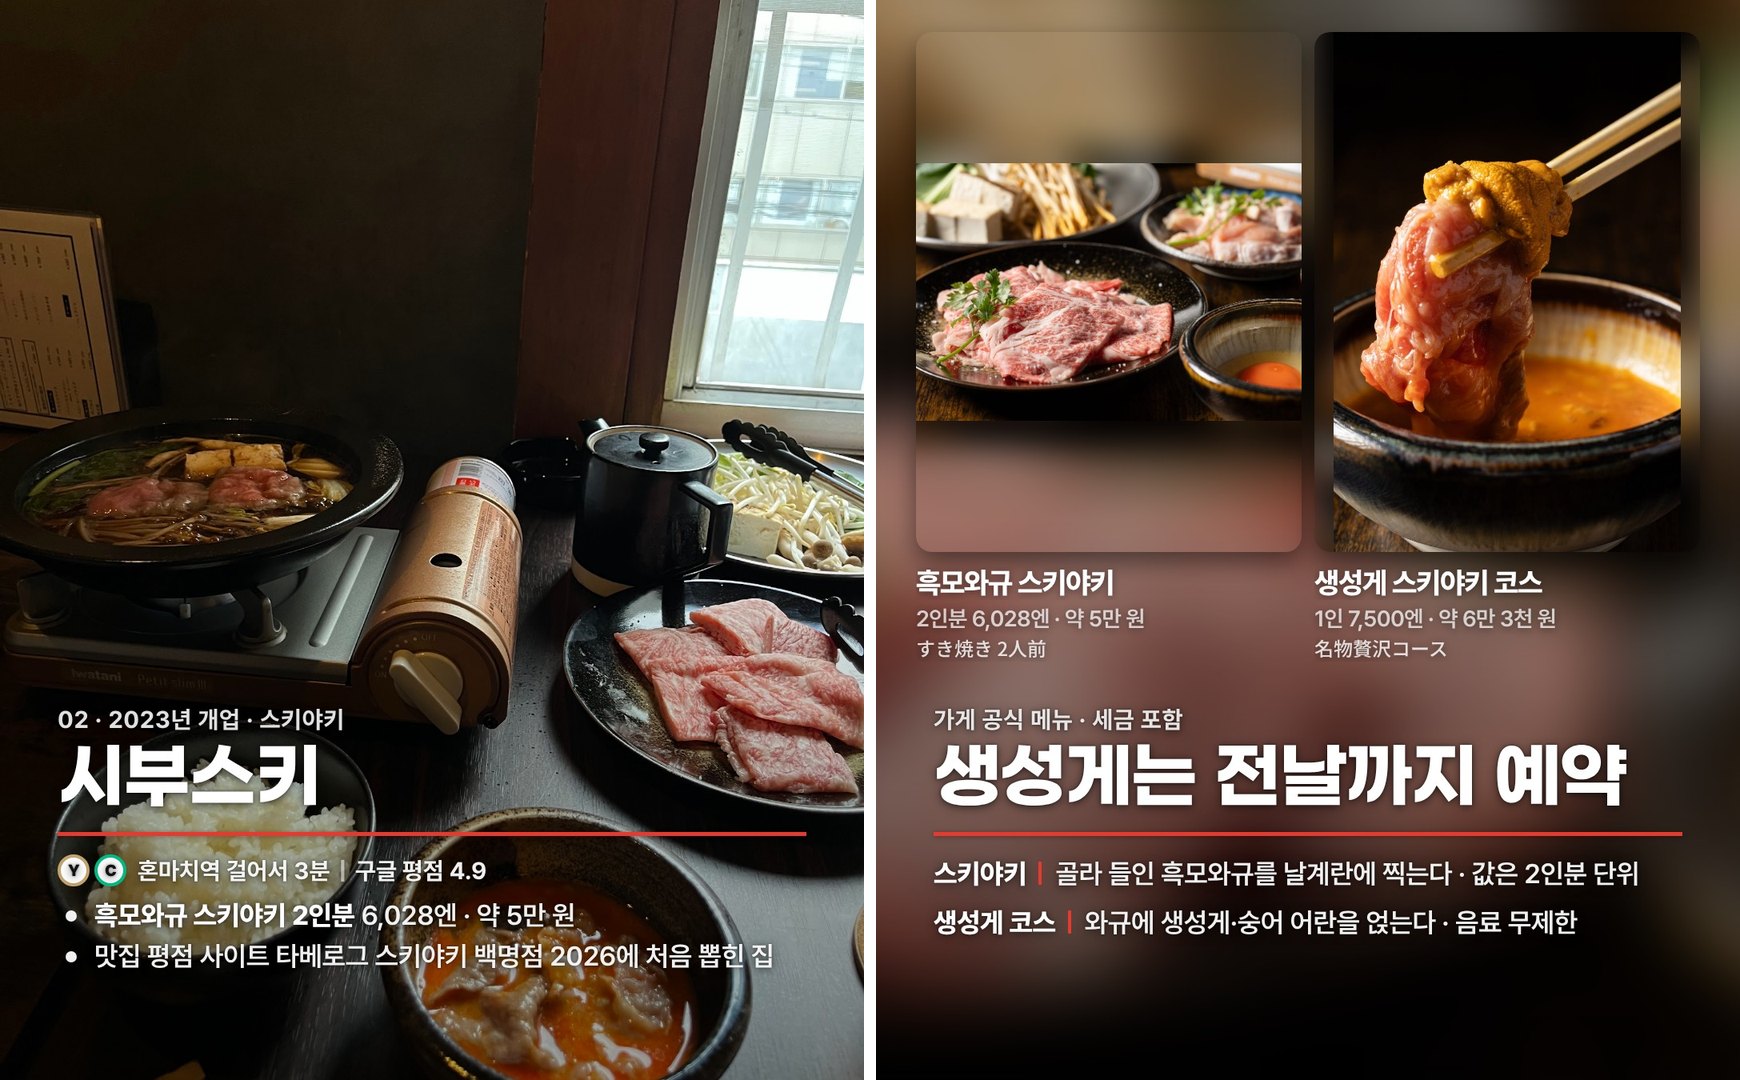 02 · 2023년 개업 · 스키야키
시부스키
Y C 혼마치역 걸어서 3분 | 구글 평점 4.9
• 흑모와규 스키야키 2인분 6,028엔 · 약 5만 원
• 맛집 평점 사이트 타베로그 스키야키 백명점 2026에 처음 뽑힌 집
iwatani Petit slim III
OFF
ON
흑모와규 스키야키
2인분 6,028엔 · 약 5만 원
すき焼き 2人前
생성게 스키야키 코스
1인 7,500엔 · 약 6만 3천 원
名物贅沢コース
가게 공식 메뉴 · 세금 포함
생성게는 전날까지 예약
스키야키 | 골라 들인 흑모와규를 날계란에 찍는다 · 값은 2인분 단위
생성게 코스 | 와규에 생성게·숭어 어란을 얹는다 · 음료 무제한